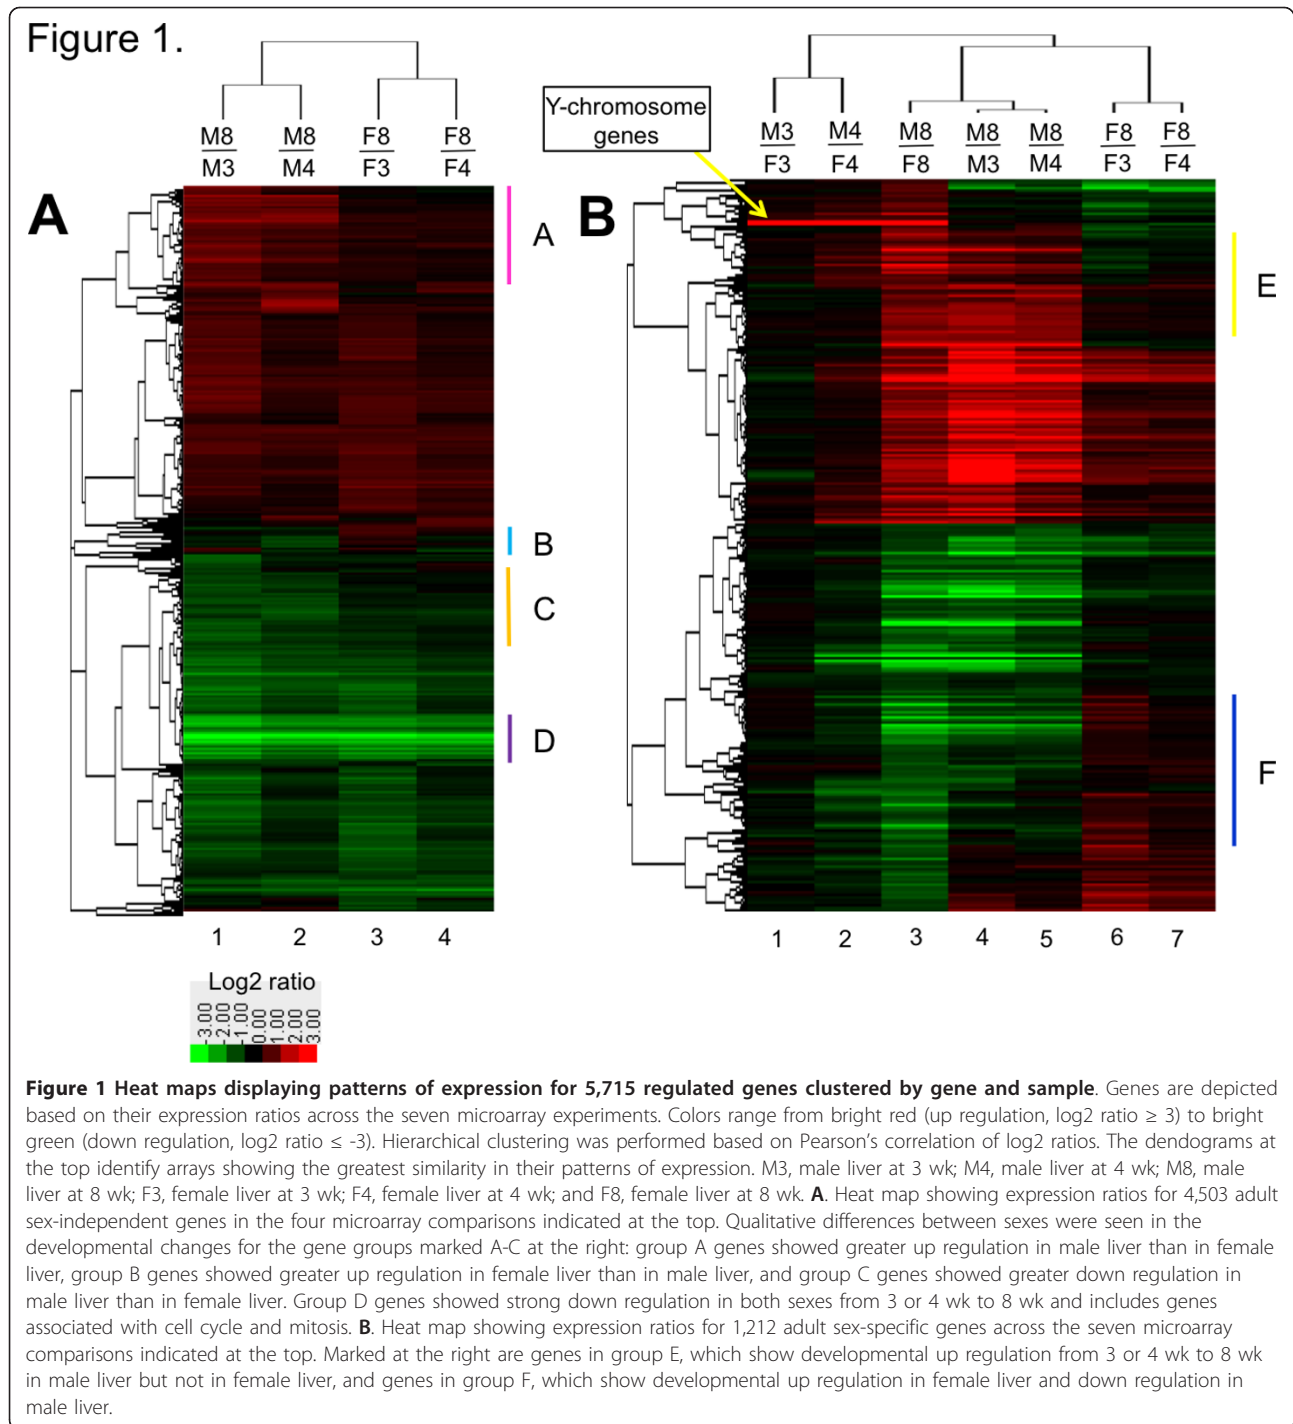 Figure 1.
Y-chromosome
genes
M8 M8 F8 F8
M3 M4 F3 F4
M3 M4 M8 M8 M8 F8 F8
F3 F4 F8 M3 M4 F3 F4
A
A
B
C
D
B
E
F
1 2 3 4
1 2 3 4 5 6 7
Log2 ratio
-3.00
-2.00
-1.00
0.00
1.00
2.00
3.00
Figure 1 Heat maps displaying patterns of expression for 5,715 regulated genes clustered by gene and sample. Genes are depicted
based on their expression ratios across the seven microarray experiments. Colors range from bright red (up regulation, log2 ratio ≥ 3) to bright
green (down regulation, log2 ratio ≤ -3). Hierarchical clustering was performed based on Pearson's correlation of log2 ratios. The dendograms at
the top identify arrays showing the greatest similarity in their patterns of expression. M3, male liver at 3 wk; M4, male liver at 4 wk; M8, male
liver at 8 wk; F3, female liver at 3 wk; F4, female liver at 4 wk; and F8, female liver at 8 wk. A. Heat map showing expression ratios for 4,503 adult
sex-independent genes in the four microarray comparisons indicated at the top. Qualitative differences between sexes were seen in the
developmental changes for the gene groups marked A-C at the right: group A genes showed greater up regulation in male liver than in female
liver, group B genes showed greater up regulation in female liver than in male liver, and group C genes showed greater down regulation in
male liver than in female liver. Group D genes showed strong down regulation in both sexes from 3 or 4 wk to 8 wk and includes genes
associated with cell cycle and mitosis. B. Heat map showing expression ratios for 1,212 adult sex-specific genes across the seven microarray
comparisons indicated at the top. Marked at the right are genes in group E, which show developmental up regulation from 3 or 4 wk to 8 wk
in male liver but not in female liver, and genes in group F, which show developmental up regulation in female liver and down regulation in
male liver.